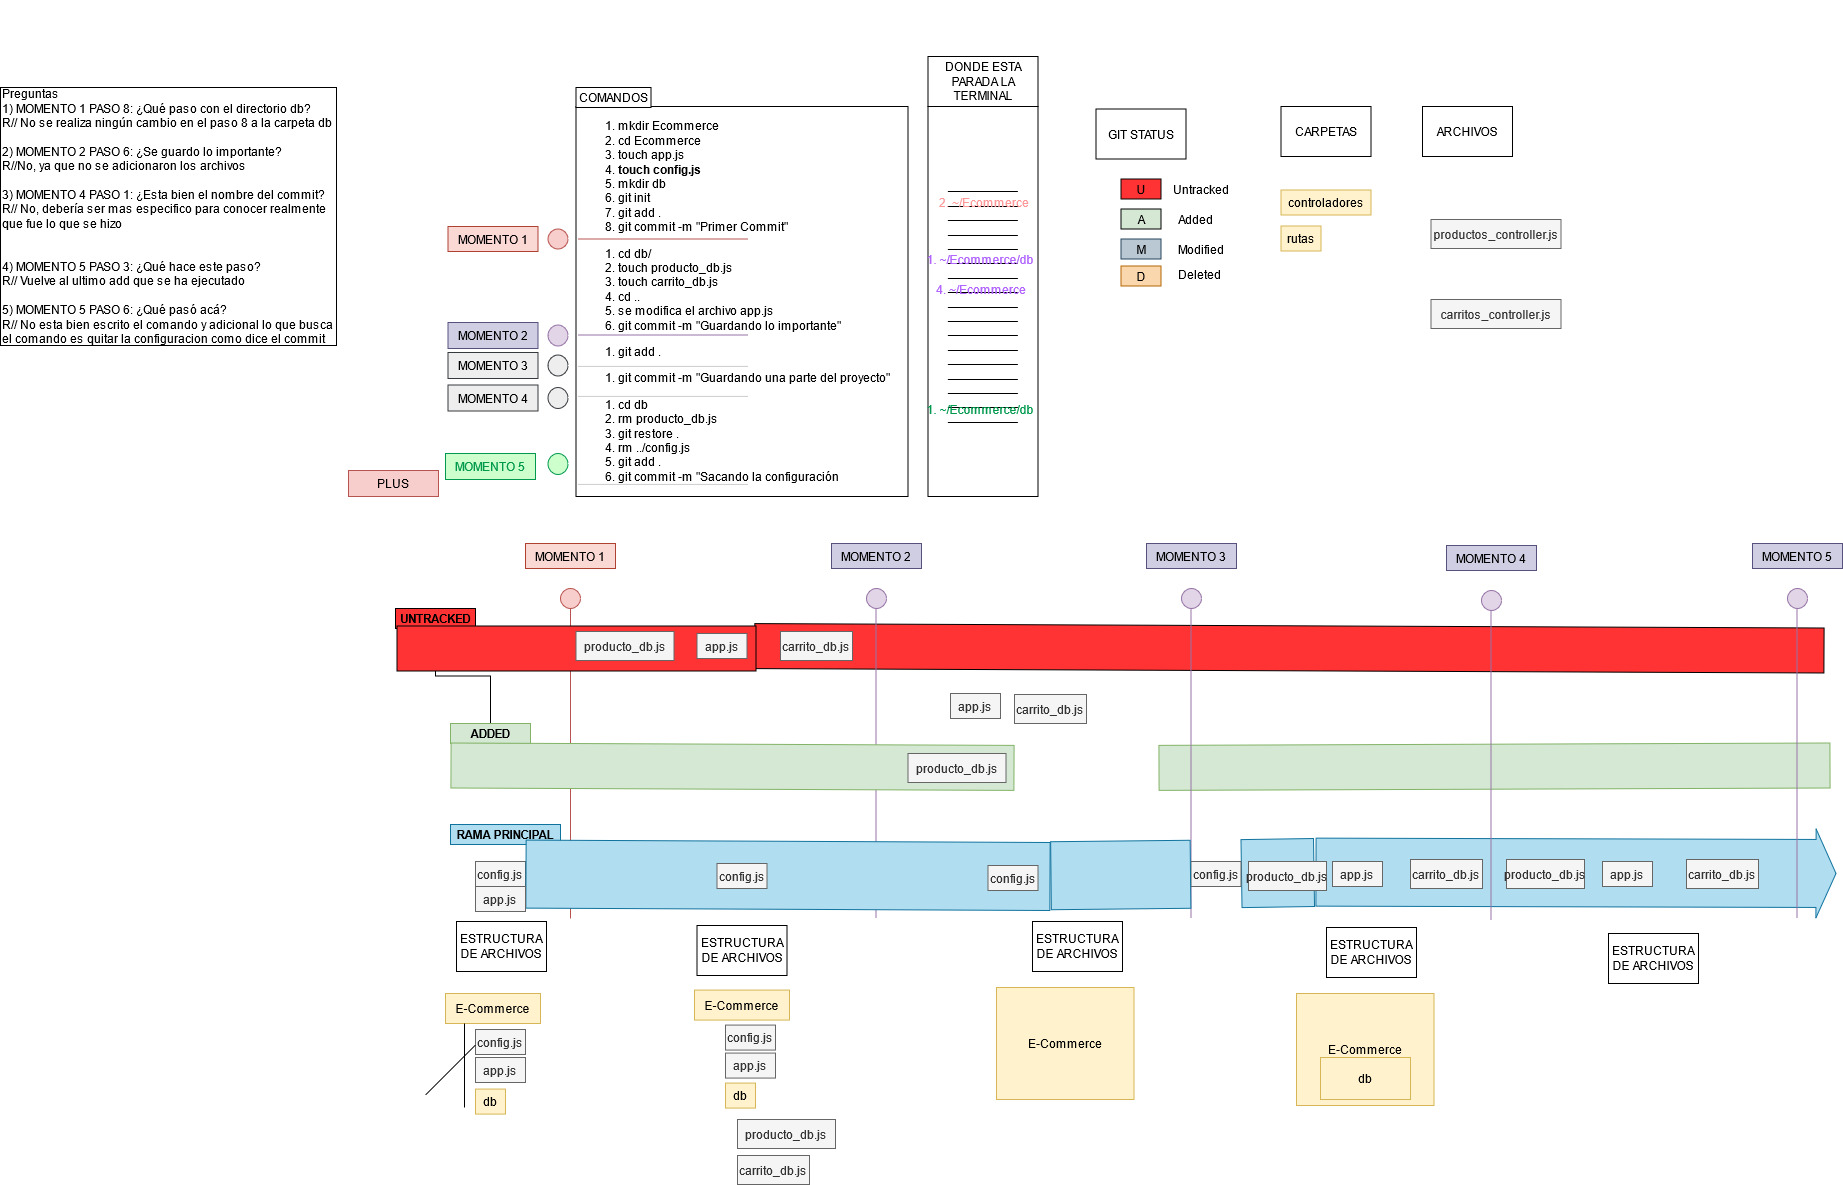 Preguntas
1) MOMENTO 1 PASO 8: ¿Qué paso con el directorio db?
R// No se realiza ningún cambio en el paso 8 a la carpeta db
2) MOMENTO 2 PASO 6: ¿Se guardo lo importante?
R//No, ya que no se adicionaron los archivos
3) MOMENTO 4 PASO 1: ¿Esta bien el nombre del commit?
R// No, debería ser mas especifico para conocer realmente
que fue lo que se hizo
4) MOMENTO 5 PASO 3: ¿Qué hace este paso?
R// Vuelve al ultimo add que se ha ejecutado
5) MOMENTO 5 PASO 6: ¿Qué pasó acá?
R// No esta bien escrito el comando y adicional lo que busca
el comando es quitar la configuracion como dice el commit
MOMENTO 1
MOMENTO 2
MOMENTO 3
MOMENTO 4
MOMENTO 5
PLUS
COMANDOS
1. mkdir Ecommerce
2. cd Ecommerce
3. touch app.js
4. touch config.js
5. mkdir db
6. git init
7. git add .
8. git commit -m "Primer Commit"
1. cd db/
2. touch producto_db.js
3. touch carrito_db.js
4. cd ..
5. se modifica el archivo app.js
6. git commit -m "Guardando lo importante"
1. git add .
1. git commit -m "Guardando una parte del proyecto"
1. cd db
2. rm producto_db.js
3. git restore .
4. rm ../config.js
5. git add .
6. git commit -m "Sacando la configuración
DONDE ESTA
PARADA LA
TERMINAL
2. ~/Ecommerce
1. ~/Ecommerce/db
4. ~/Ecommerce
1. ~/Ecommerce/db
GIT STATUS
U Untracked
A Added
M Modified
D Deleted
CARPETAS
controladores
rutas
ARCHIVOS
productos_controller.js
carritos_controller.js
MOMENTO 1
MOMENTO 2
MOMENTO 3
MOMENTO 4
MOMENTO 5
UNTRACKED
producto_db.js
app.js
carrito_db.js
app.js
carrito_db.js
ADDED
producto_db.js
RAMA PRINCIPAL
config.js
app.js
config.js
config.js
config.js
producto_db.js
app.js
carrito_db.js
producto_db.js
app.js
carrito_db.js
ESTRUCTURA
DE ARCHIVOS
ESTRUCTURA
DE ARCHIVOS
ESTRUCTURA
DE ARCHIVOS
ESTRUCTURA
DE ARCHIVOS
ESTRUCTURA
DE ARCHIVOS
E-Commerce
config.js
app.js
db
E-Commerce
config.js
app.js
db
producto_db.js
carrito_db.js
E-Commerce
E-Commerce
db